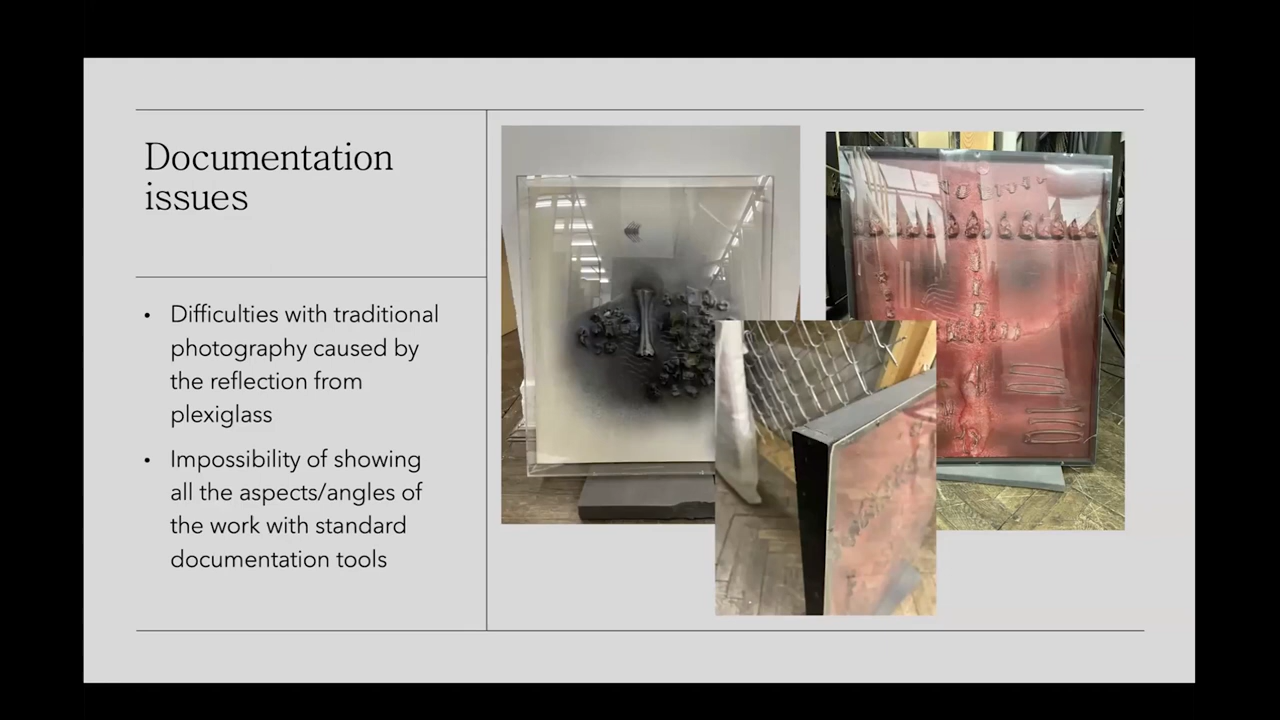 Documentation
issues
• Difficulties with traditional
photography caused by
the reflection from
plexiglass
• Impossibility of showing
all the aspects/angles of
the work with standard
documentation tools